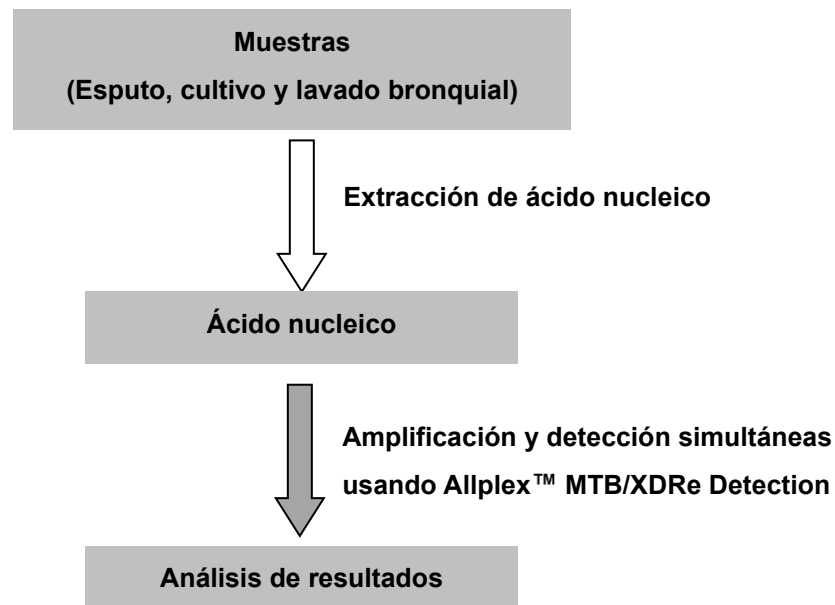 Muestras
(Esputo, cultivo y lavado bronquial)
Extracción de ácido nucleico
Ácido nucleico
Amplificación y detección simultáneas
usando Allplex™ MTB/XDRe Detection
Análisis de resultados